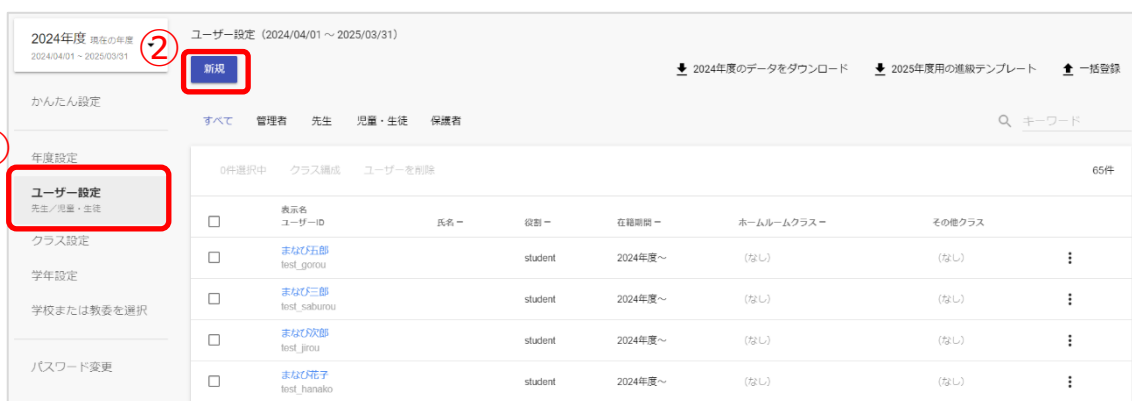 2024年度 現在の年度
2024/04/01 ~ 2025/03/31
②
ユーザー設定（2024/04/01 ～ 2025/03/31）
新規
2024年度のデータをダウンロード
2025年度用の進級テンプレート
一括登録
かんたん設定
すべて 管理者 先生 児童・生徒 保護者
キーワード
年度設定
ユーザー設定
先生／児童・生徒
クラス設定
学年設定
学校または教委を選択
パスワード変更
0件選択中 クラス編成 ユーザーを削除
65件
表示名
ユーザーID
氏名 役割 在籍期間 ホームルームクラス その他クラス
まなび五郎
test_gorou
student 2024年度～ （なし） （なし）
まなび三郎
test_saburou
student 2024年度～ （なし） （なし）
まなび次郎
test_jirou
student 2024年度～ （なし） （なし）
まなび花子
test_hanako
student 2024年度～ （なし） （なし）